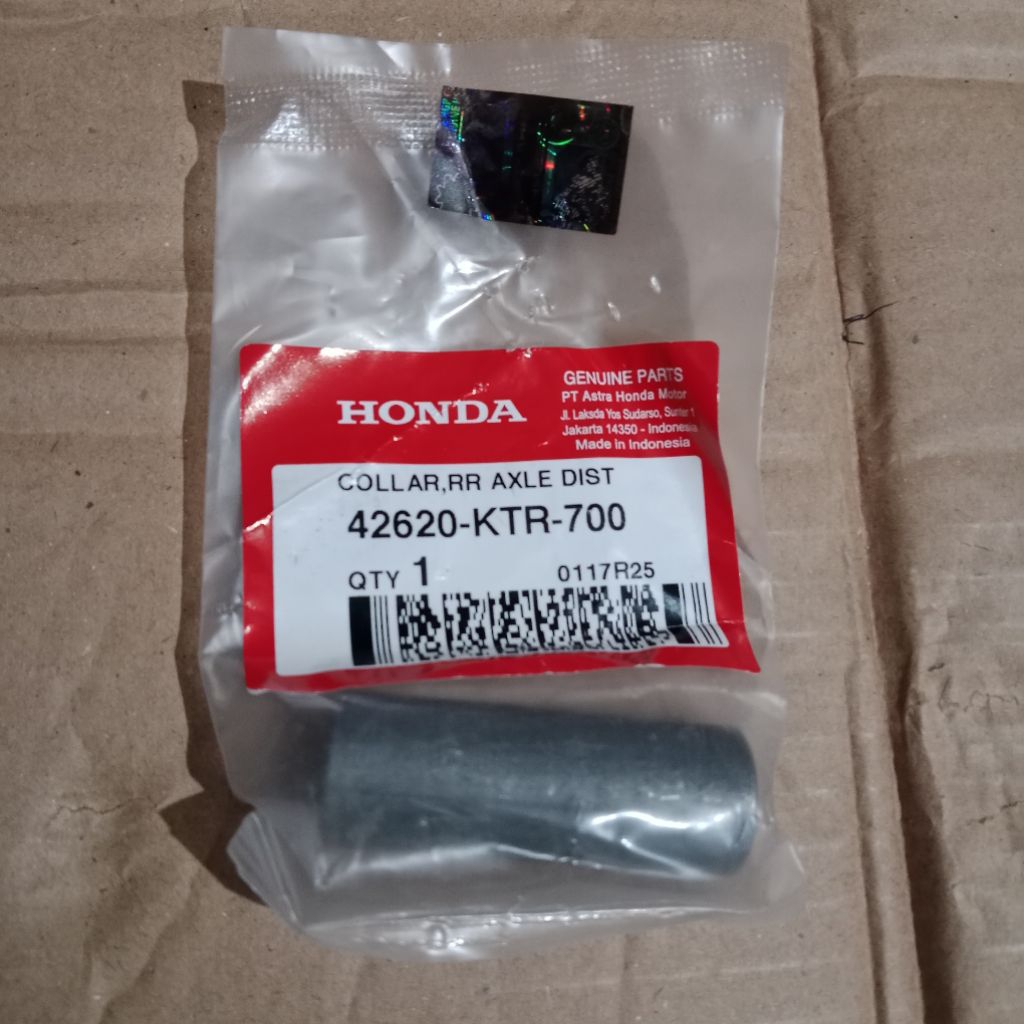 HONDA
GENUINE PARTS
PT Astra Honda Motor
Jl. Laksda Yos Sudarso, Sunter 1
Jakarta 14350 - Indonesia
Made in Indonesia
COLLAR,RR AXLE DIST
42620-KTR-700
QTY 1 0117R25